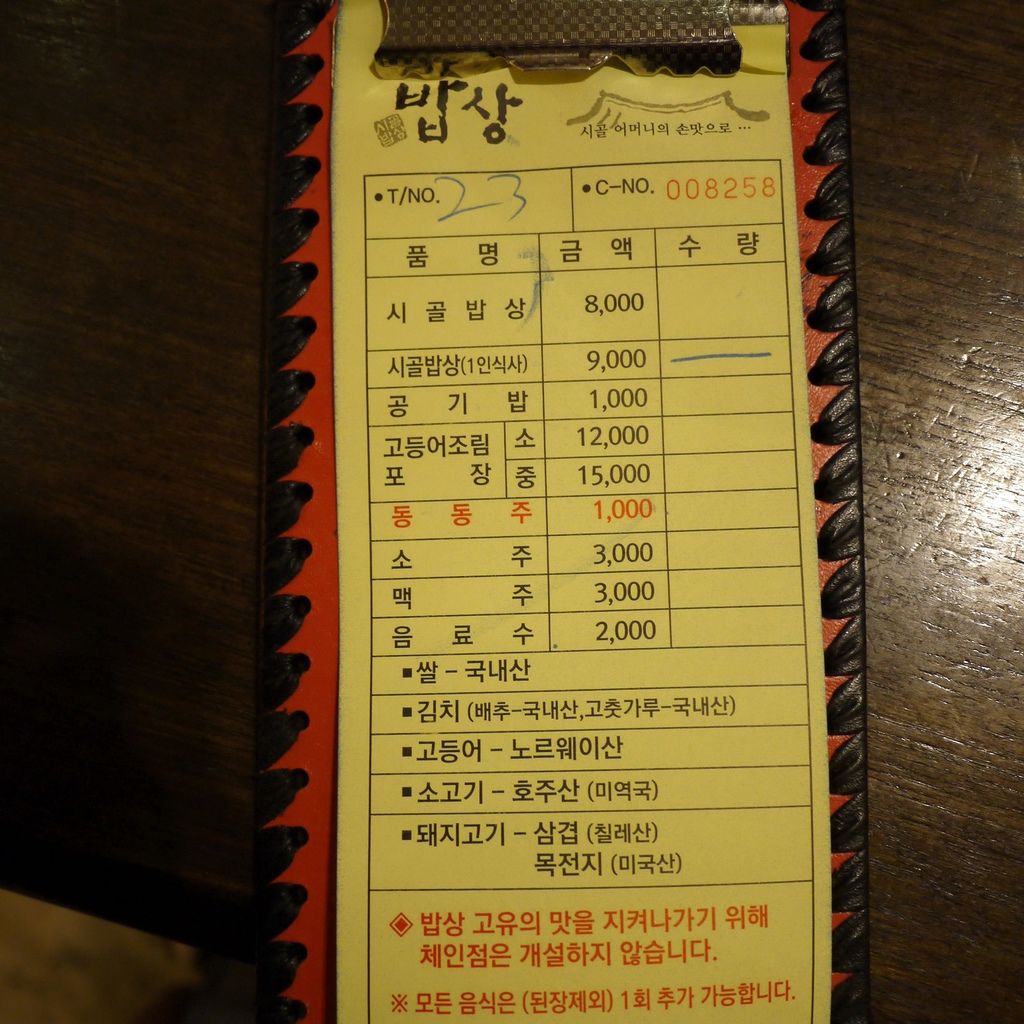 밥상
시골 어머니의 손맛으로 …
• T/NO. 23 • C-NO. 008258
품 명 금 액 수 량
시 골 밥 상 8,000
시골밥상(1인식사) 9,000 —
공 기 밥 1,000
고등어조림 포 장 소 12,000
중 15,000
동 동 주 1,000
소 주 3,000
맥 주 3,000
음 료 수 2,000
■ 쌀 - 국내산
■ 김치 (배추-국내산,고춧가루-국내산)
■ 고등어 - 노르웨이산
■ 소고기 - 호주산 (미역국)
■ 돼지고기 - 삼겹 (칠레산)
목전지 (미국산)
◈ 밥상 고유의 맛을 지켜나가기 위해
체인점은 개설하지 않습니다.
※ 모든 음식은 (된장제외) 1회 추가 가능합니다.